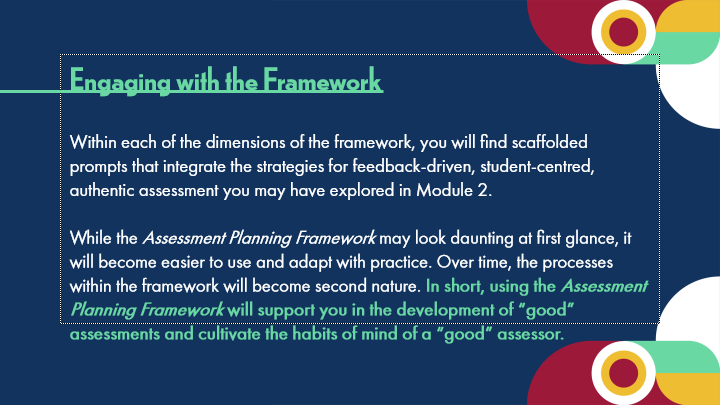 Engaging with the Framework
Within each of the dimensions of the framework, you will find scaffolded
prompts that integrate the strategies for feedback-driven, student-centred,
authentic assessment you may have explored in Module 2.
While the Assessment Planning Framework may look daunting at first glance, it
will become easier to use and adapt with practice. Over time, the processes
within the framework will become second nature. In short, using the Assessment
Planning Framework will support you in the development of “good”
assessments and cultivate the habits of mind of a “good” assessor.